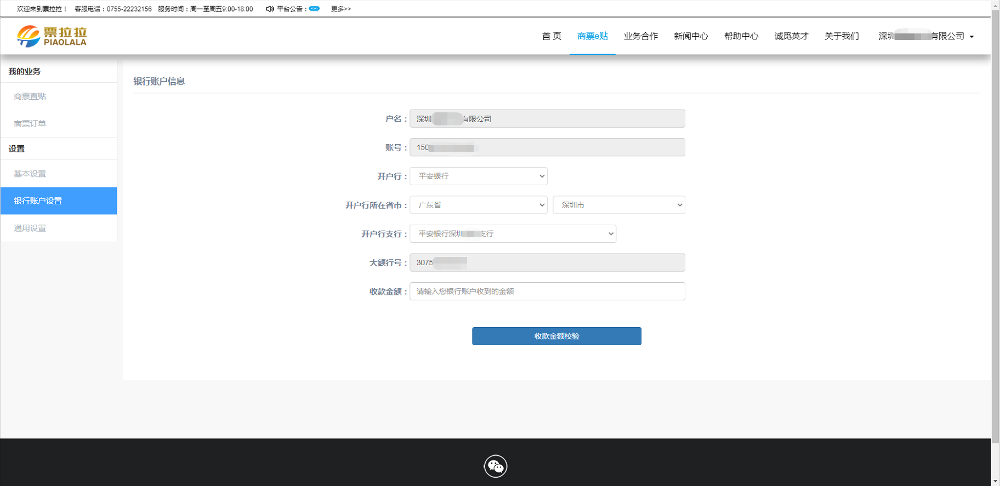 欢迎来到票拉拉！ 客服电话：0755-22232156 服务时间：周一至周五9:00-18:00 平台公告： NEWS 更多>>
票拉拉
PIAOLALA
首 页 商票e贴 业务合作 新闻中心 帮助中心 诚觅英才 关于我们 深圳 有限公司
我的业务
商票直贴
商票订单
设置
基本设置
银行账户设置
通用设置
银行账户信息
户名： 深圳 有限公司
账号： 150
开户行： 平安银行
开户行所在省市： 广东省 深圳市
开户行支行： 平安银行深圳 支行
大额行号： 3075
收款金额： 请输入您银行账户收到的金额
收款金额校验